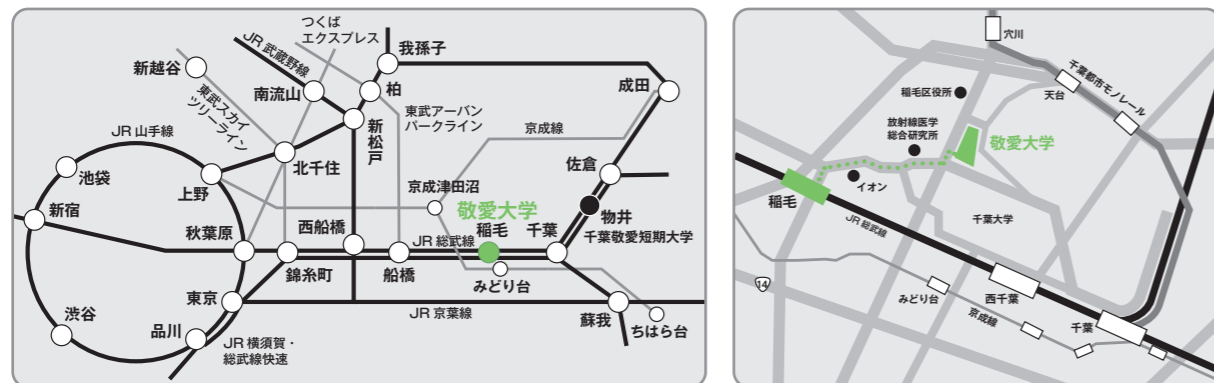 つくば
エクスプレス
JR 武蔵野線
我孫子
新越谷
南流山
柏
成田
東武スカイ
ツリーライン
東武アーバン
パークライン
新松戸
京成線
JR 山手線
北千住
佐倉
池袋
上野
京成津田沼
敬愛大学
物井
新宿
秋葉原
西船橋
JR 総武線
稲毛
千葉
千葉敬愛短期大学
錦糸町
船橋
みどり台
東京
JR 京葉線
蘇我
ちはら台
渋谷
品川
JR 横須賀・
総武線快速
穴川
千葉都市モノレール
天台
稲毛区役所
放射線医学
総合研究所
敬愛大学
イオン
稲毛
JR 総武線
千葉大学
14
みどり台
西千葉
京成線
千葉